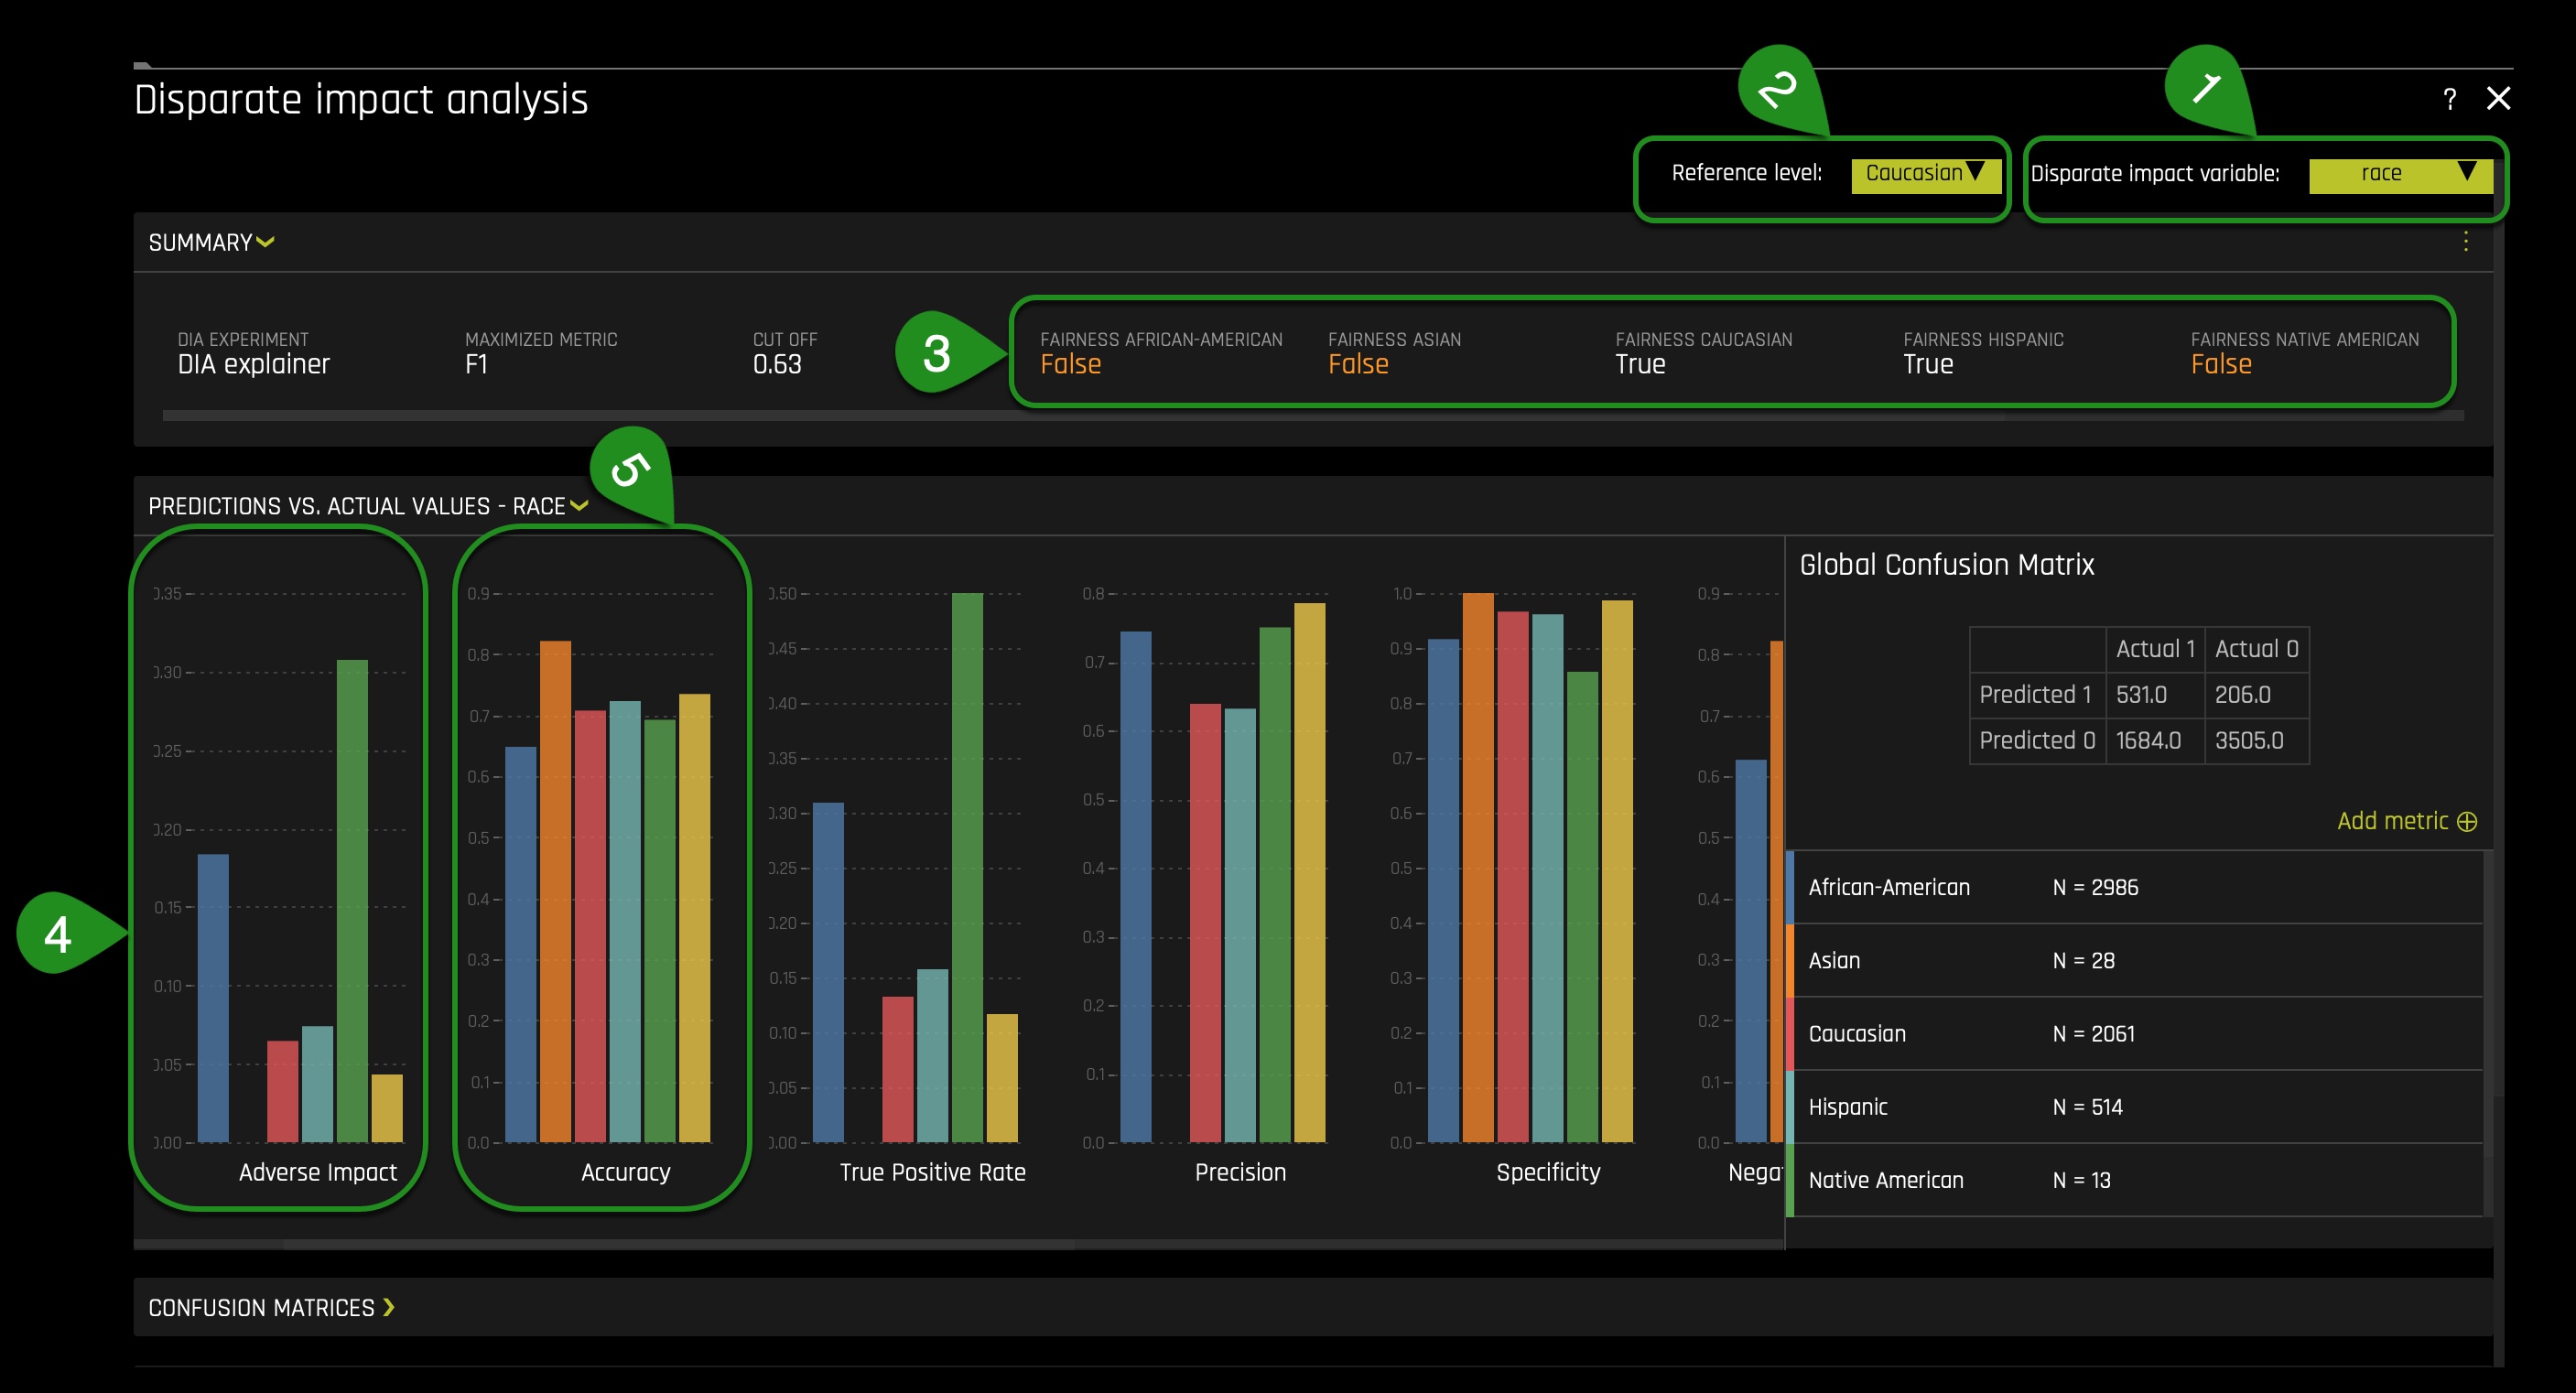 Disparate impact analysis
2
1
?
Reference level:
Caucasian
Disparate impact variable:
race
SUMMARY
DIA EXPERIMENT
DIA explainer
MAXIMIZED METRIC
F1
CUT OFF
0.63
3
FAIRNESS AFRICAN-AMERICAN
False
FAIRNESS ASIAN
False
FAIRNESS CAUCASIAN
True
FAIRNESS HISPANIC
True
FAIRNESS NATIVE AMERICAN
False
5
PREDICTIONS VS. ACTUAL VALUES - RACE
4
0.35
0.30
0.25
0.20
0.15
0.10
0.05
0.00
Adverse Impact
0.9
0.8
0.7
0.6
0.5
0.4
0.3
0.2
0.1
0.0
Accuracy
0.50
0.45
0.40
0.35
0.30
0.25
0.20
0.15
0.10
0.05
0.00
True Positive Rate
0.8
0.7
0.6
0.5
0.4
0.3
0.2
0.1
0.0
Precision
1.0
0.9
0.8
0.7
0.6
0.5
0.4
0.3
0.2
0.1
0.0
Specificity
0.9
0.8
0.7
0.6
0.5
0.4
0.3
0.2
0.1
0.0
Nega
Global Confusion Matrix
Actual 1 Actual 0
Predicted 1 531.0 206.0
Predicted 0 1684.0 3505.0
Add metric
African-American N = 2986
Asian N = 28
Caucasian N = 2061
Hispanic N = 514
Native American N = 13
CONFUSION MATRICES